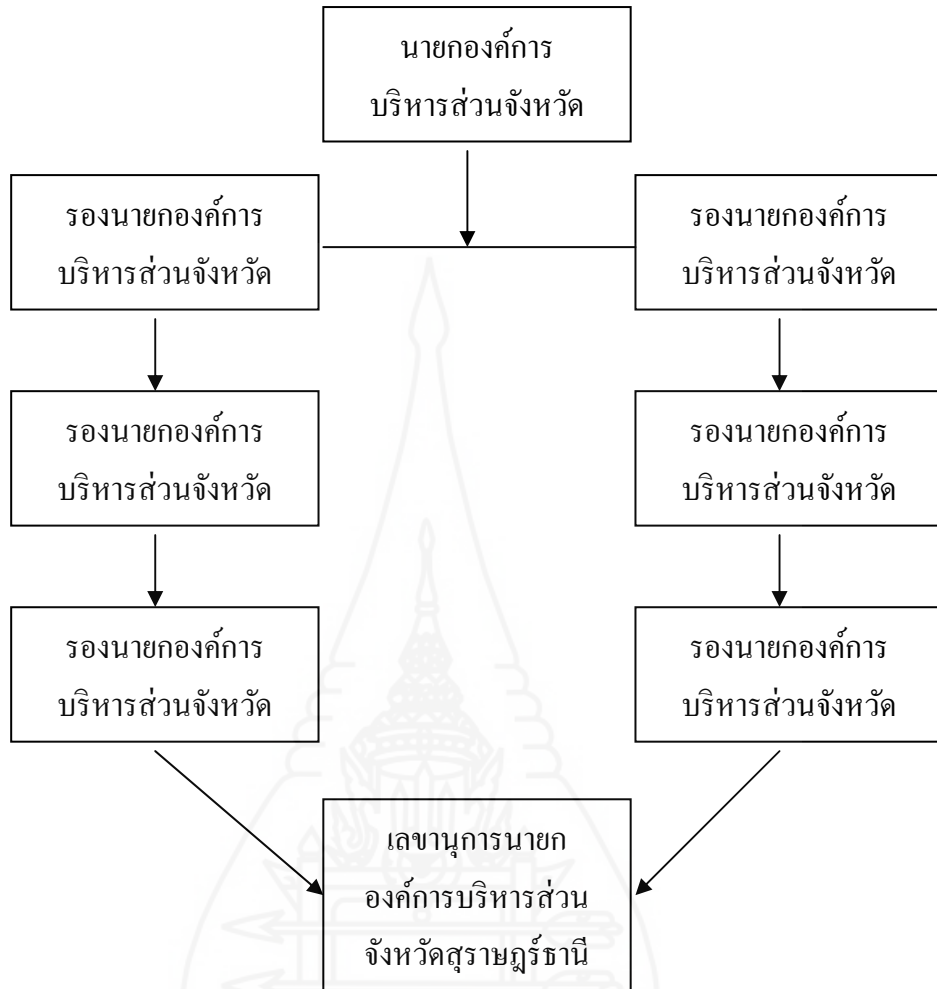 นายกองค์การ
บริหารส่วนจังหวัด
รองนายกองค์การ
บริหารส่วนจังหวัด
รองนายกองค์การ
บริหารส่วนจังหวัด
รองนายกองค์การ
บริหารส่วนจังหวัด
รองนายกองค์การ
บริหารส่วนจังหวัด
รองนายกองค์การ
บริหารส่วนจังหวัด
รองนายกองค์การ
บริหารส่วนจังหวัด
เลขานุการนายก
องค์การบริหารส่วน
จังหวัดสุราษฎร์ธานี